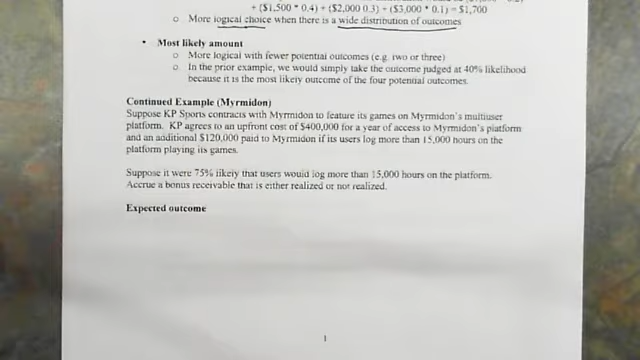 + ($1,500 * 0.4) + ($2,000 0.3) + ($3,000 * 0.1) = $1,700
o More logical choice when there is a wide distribution of outcomes
• Most likely amount
o More logical with fewer potential outcomes (e.g. two or three)
o In the prior example, we would simply take the outcome judged at 40% likelihood
because it is the most likely outcome of the four potential outcomes.
Continued Example (Myrmidon)
Suppose KP Sports contracts with Myrmidon to feature its games on Myrmidon's multiuser
platform. KP agrees to an upfront cost of $400,000 for a year of access to Myrmidon's platform
and an additional $120,000 paid to Myrmidon if its users log more than 15,000 hours on the
platform playing its games.
Suppose it were 75% likely that users would log more than 15,000 hours on the platform.
Accrue a bonus receivable that is either realized or not realized.
Expected outcome
1